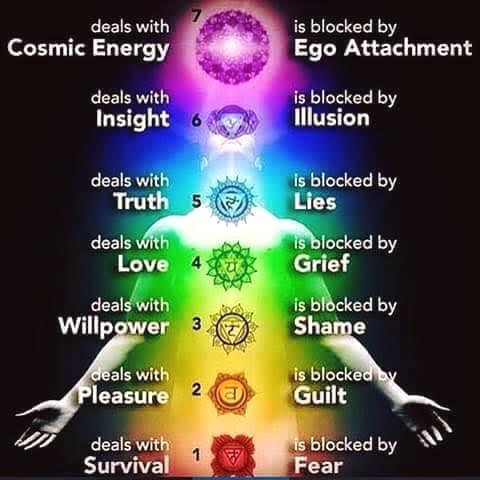 7
deals with
Cosmic Energy
is blocked by
Ego Attachment
deals with
Insight
6
is blocked by
Illusion
deals with
Truth
5
is blocked by
Lies
deals with
Love
4
is blocked by
Grief
deals with
Willpower
3
is blocked by
Shame
deals with
Pleasure
2
is blocked by
Guilt
deals with
Survival
1
is blocked by
Fear